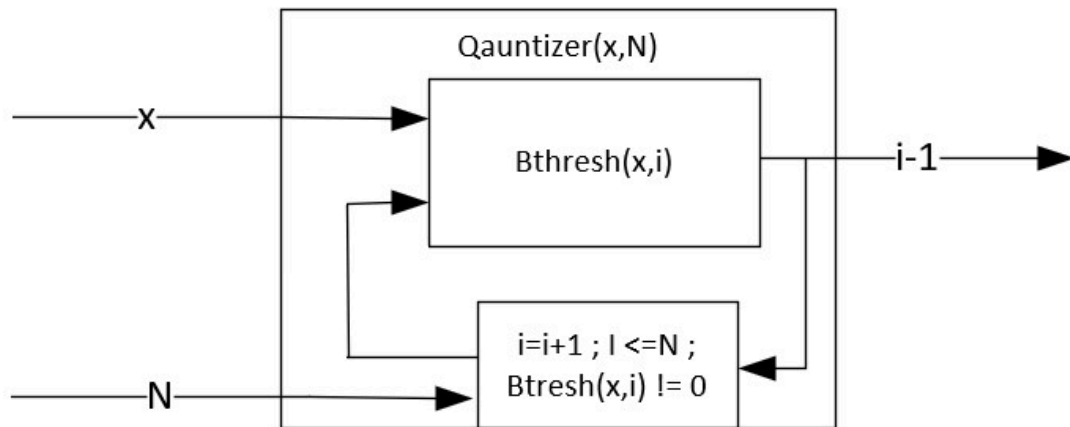 Qauntizer(x,N)
x
Bthresh(x,i)
i-1
i=i+1 ; I <=N ;
Btresh(x,i) != 0
N